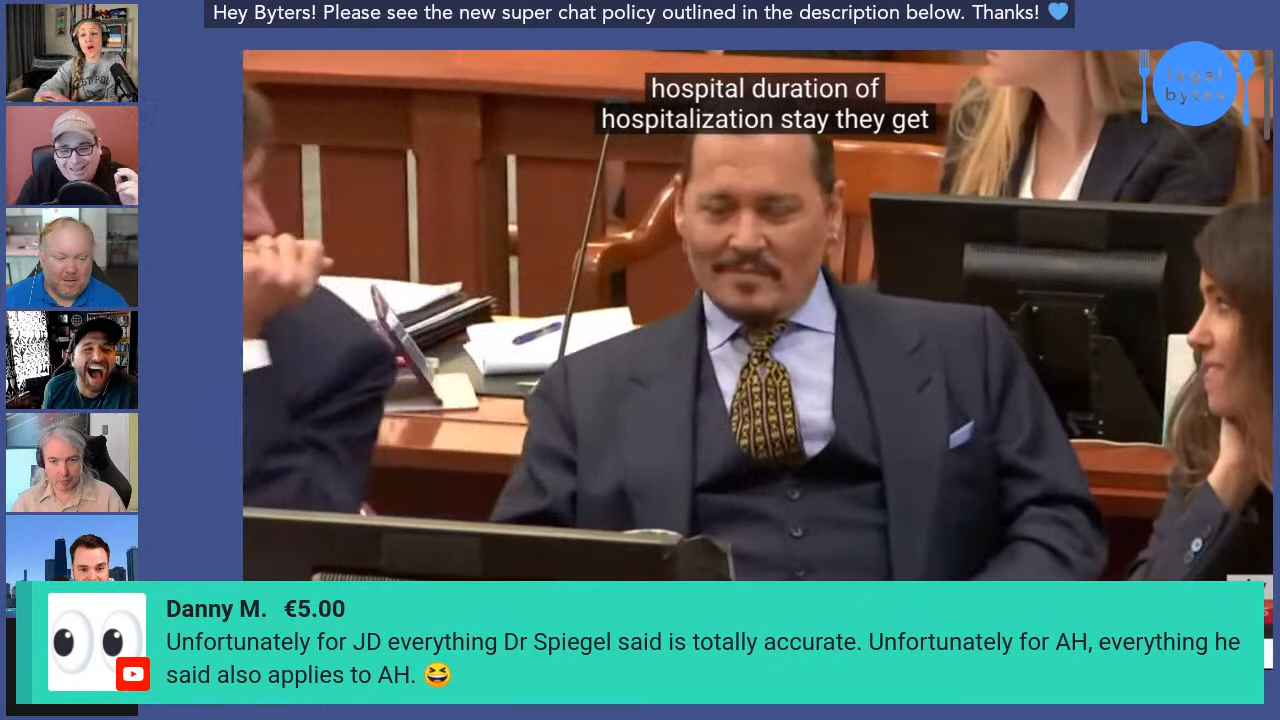 Hey Byters! Please see the new super chat policy outlined in the description below. Thanks! 💙
legal
bytes
hospital duration of
hospitalization stay they get
Danny M. €5.00
Unfortunately for JD everything Dr Spiegel said is totally accurate. Unfortunately for AH, everything he
said also applies to AH. 😆